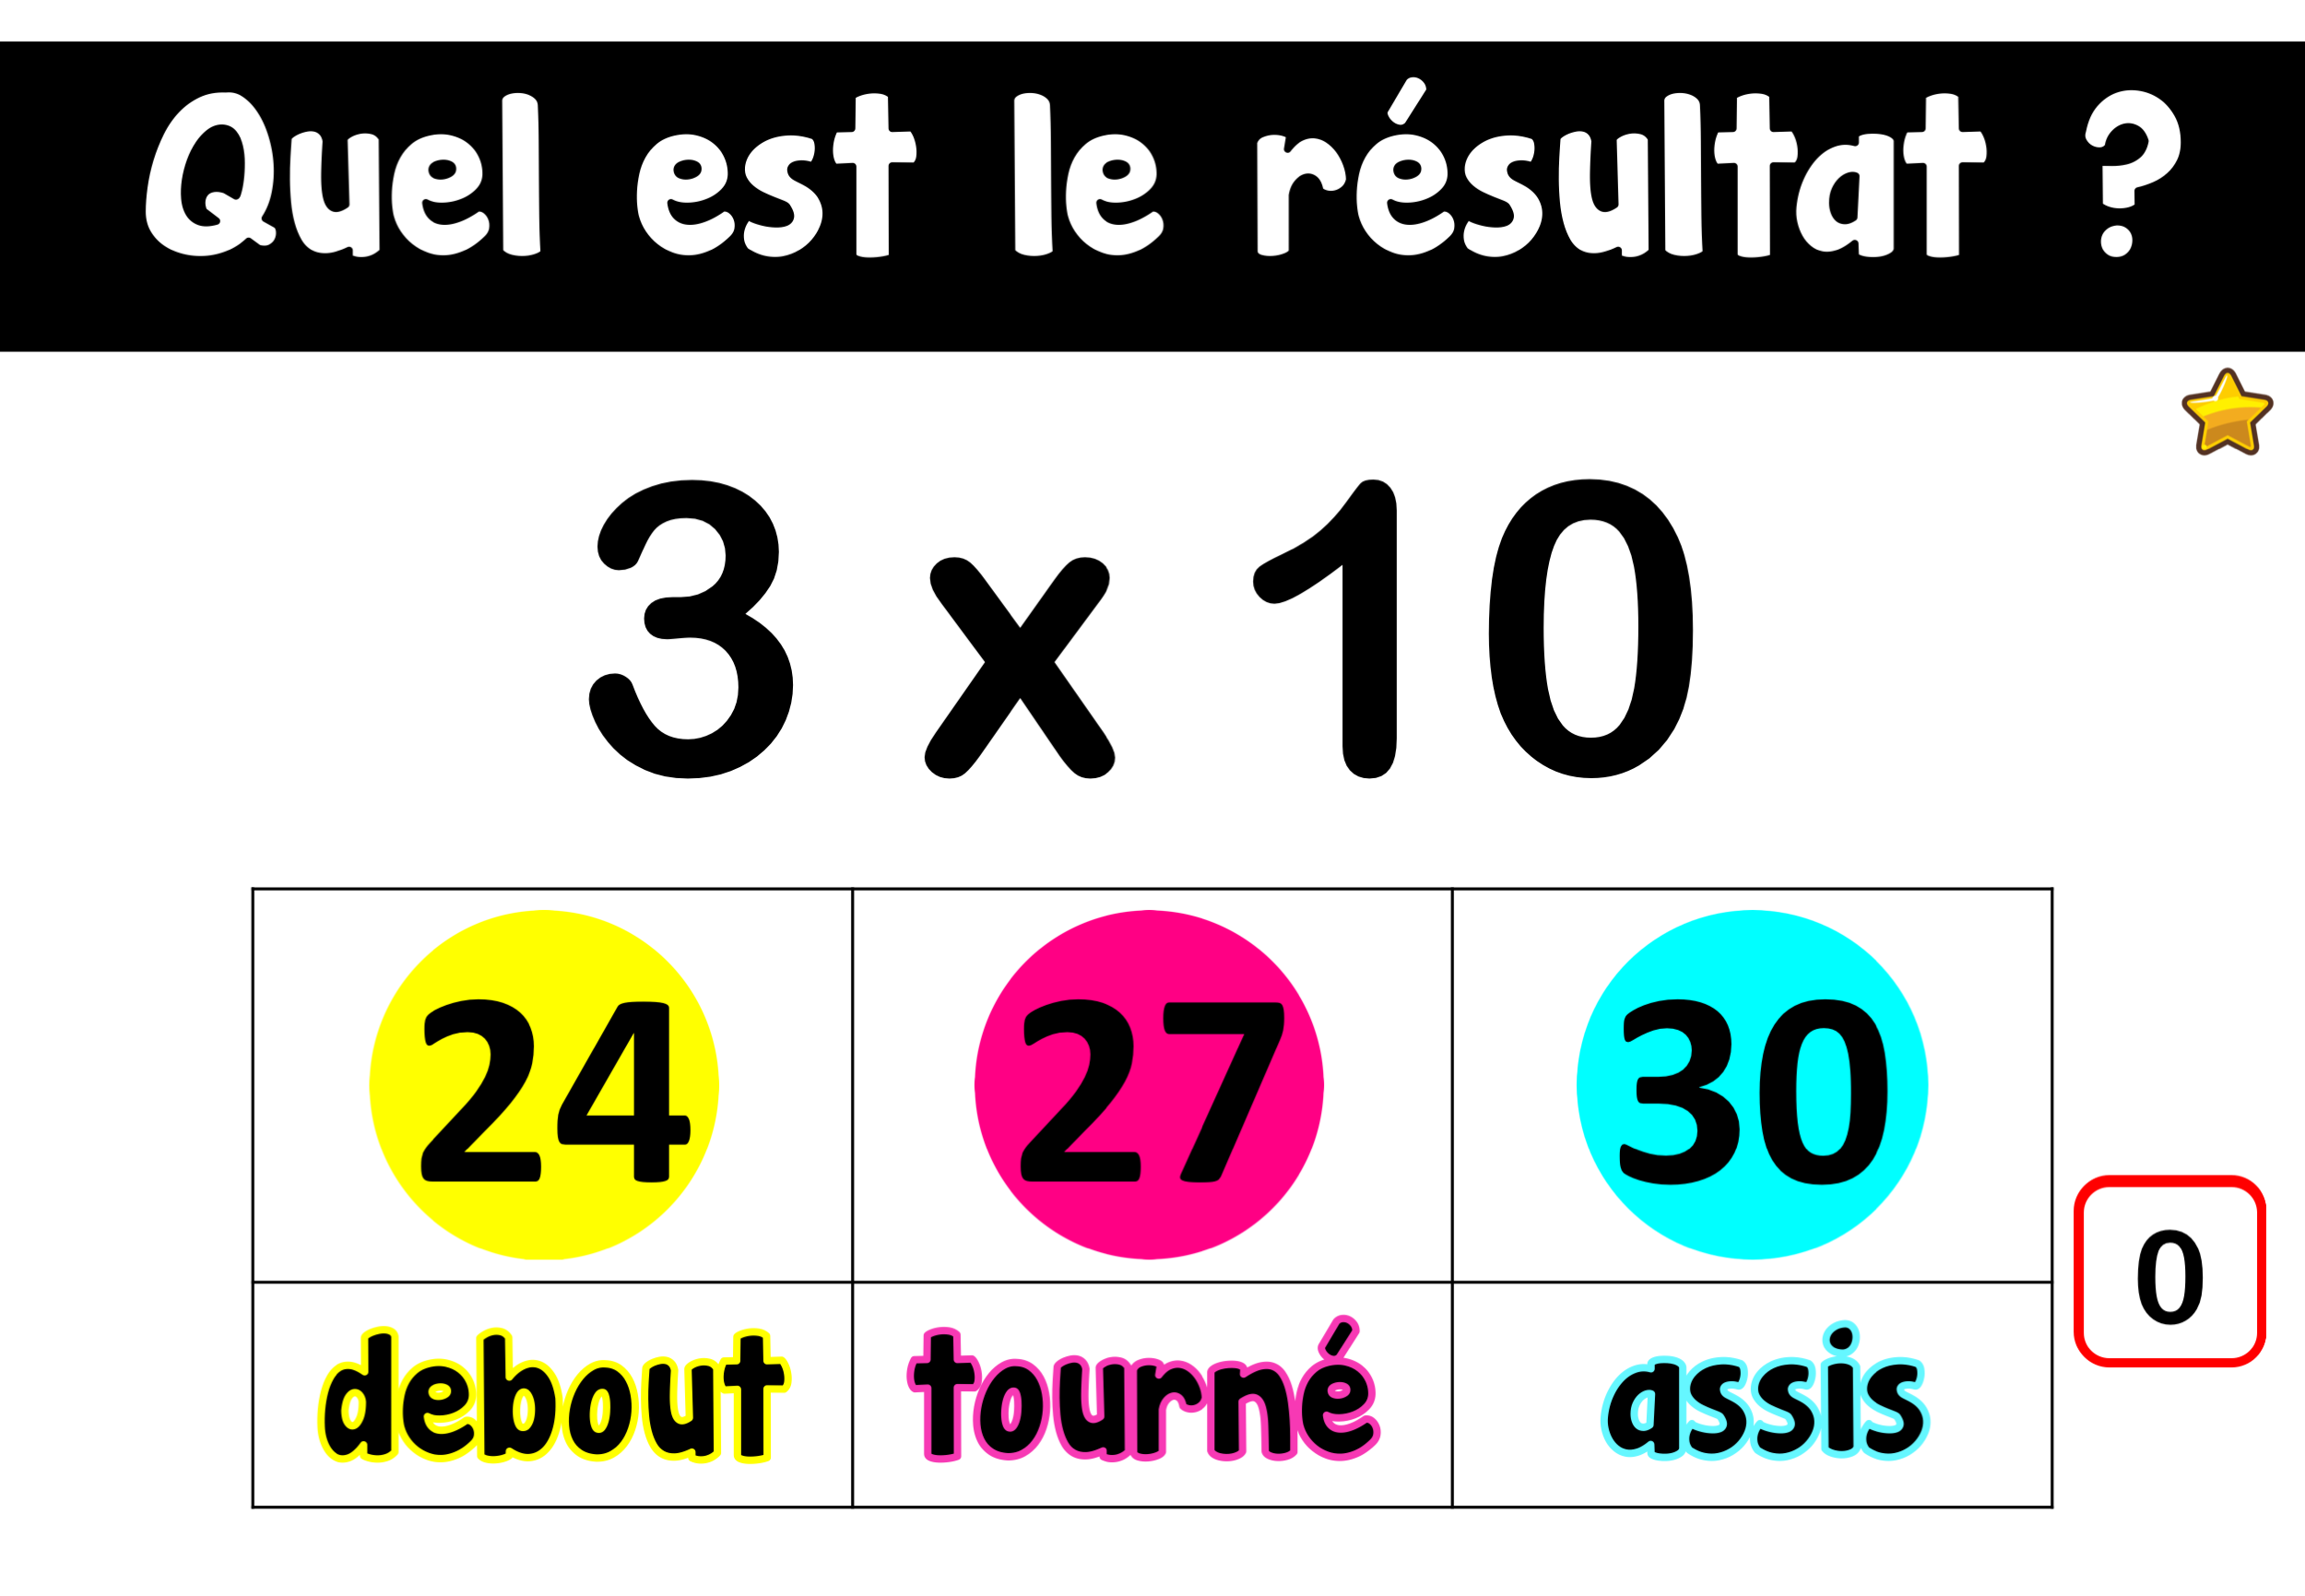 Quel est le résultat ?
3 x 10
24 27 30
0
debout tourné assis